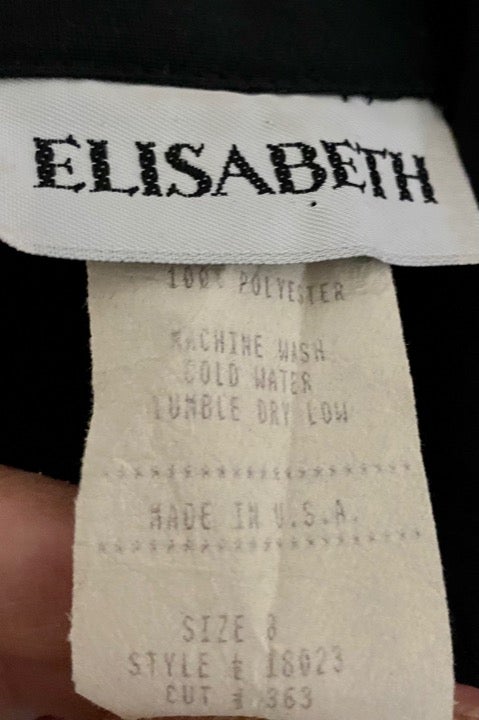 ELISABETH
100% POLYESTER
MACHINE WASH
COLD WATER
TUMBLE DRY LOW
********************
MADE IN U.S.A.
********************
SIZE 8
STYLE # 18023
CUT # 363